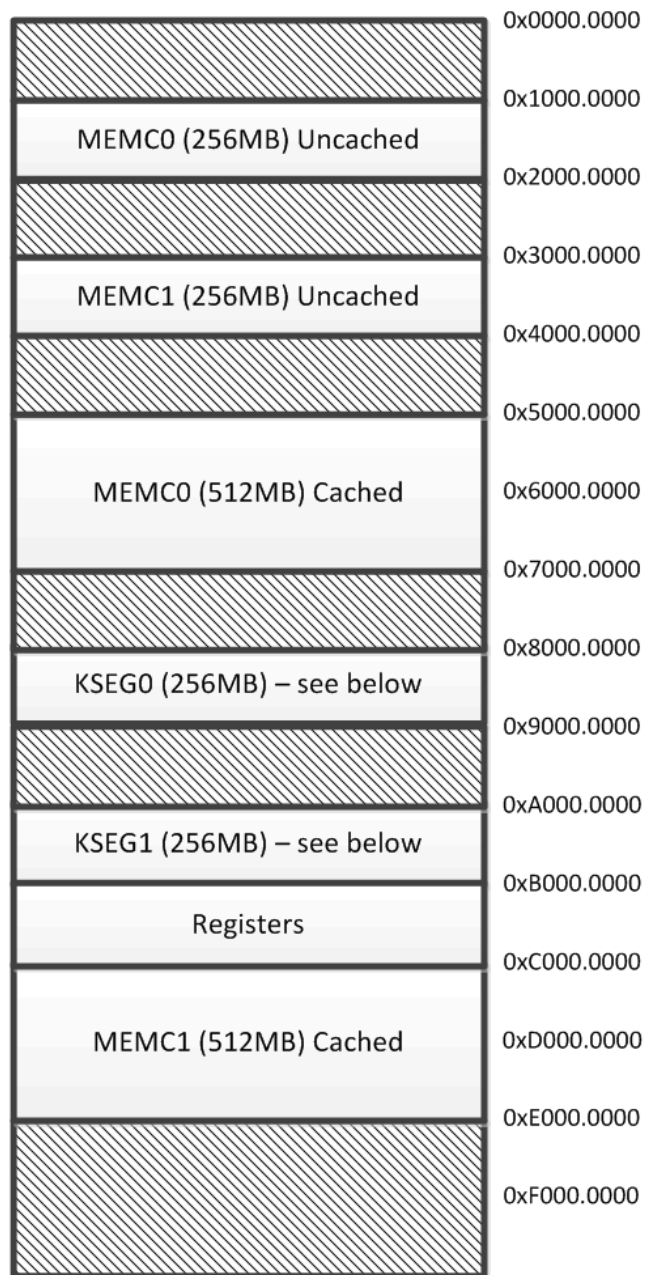 0x0000.0000
0x1000.0000
MEMC0 (256MB) Uncached
0x2000.0000
0x3000.0000
MEMC1 (256MB) Uncached
0x4000.0000
0x5000.0000
MEMC0 (512MB) Cached
0x6000.0000
0x7000.0000
0x8000.0000
KSEG0 (256MB) – see below
0x9000.0000
0xA000.0000
KSEG1 (256MB) – see below
0xB000.0000
Registers
0xC000.0000
MEMC1 (512MB) Cached
0xD000.0000
0xE000.0000
0xF000.0000